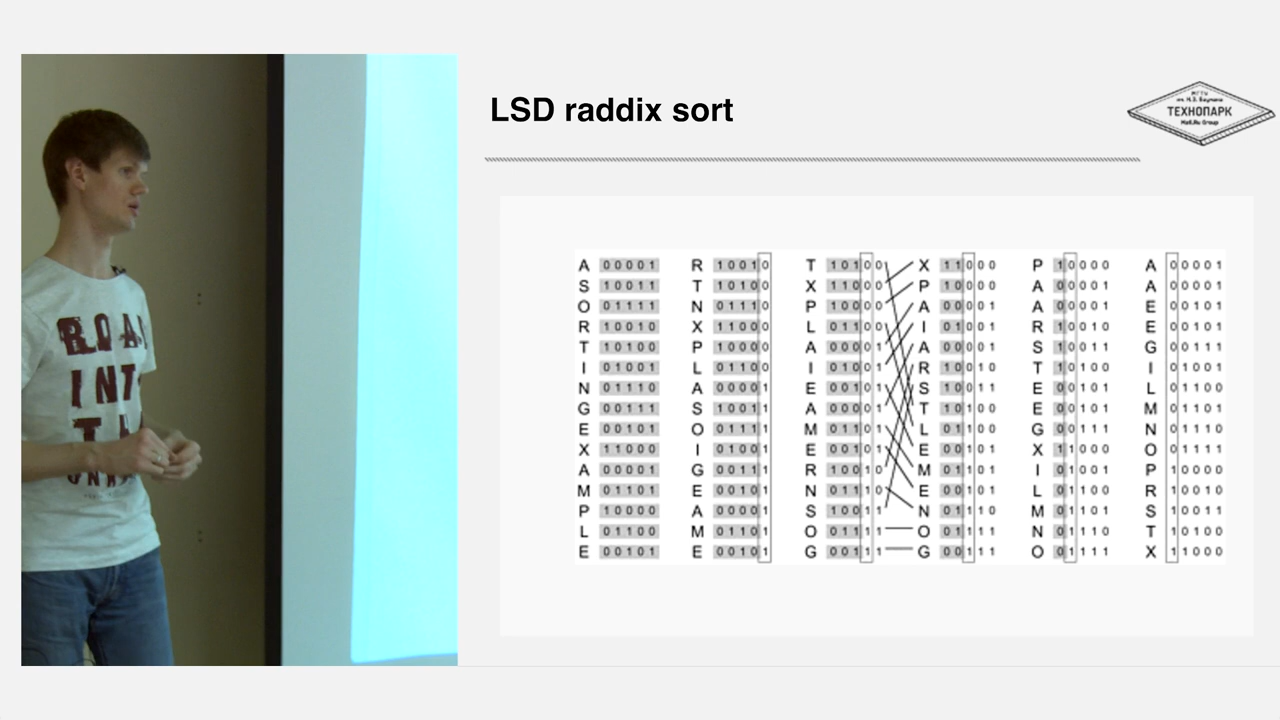 LSD raddix sort
МГТУ
им. Н.Э. Баумана
ТЕХНОПАРК
Mail.Ru Group
A 00001 R 10010 T 10100 X 11000 P 10000 A 00001
S 10011 T 10100 X 11000 P 10000 A 00001 A 00001
O 01111 N 01110 P 10000 A 00001 A 00001 E 00101
R 10010 X 11000 L 01100 I 01001 R 10010 E 00101
T 10100 P 10000 A 00001 A 00001 S 10011 G 00111
I 01001 L 01100 I 01001 R 10010 T 10100 I 01001
N 01110 A 00001 E 00101 S 10011 E 00101 L 01100
G 00111 S 10011 A 00001 T 10100 E 00101 M 01101
E 00101 O 01111 M 01101 L 01100 G 00111 N 01110
X 11000 I 01001 E 00101 E 00101 X 11000 O 01111
A 00001 G 00111 R 10010 M 01101 I 01001 P 10000
M 01101 E 00101 N 01110 E 00101 L 01100 R 10010
P 10000 A 00001 S 10011 N 01110 M 01101 S 10011
L 01100 M 01101 O 01111 O 01111 N 01110 T 10100
E 00101 E 00101 G 00111 G 00111 O 01111 X 11000
ROAD
INTO